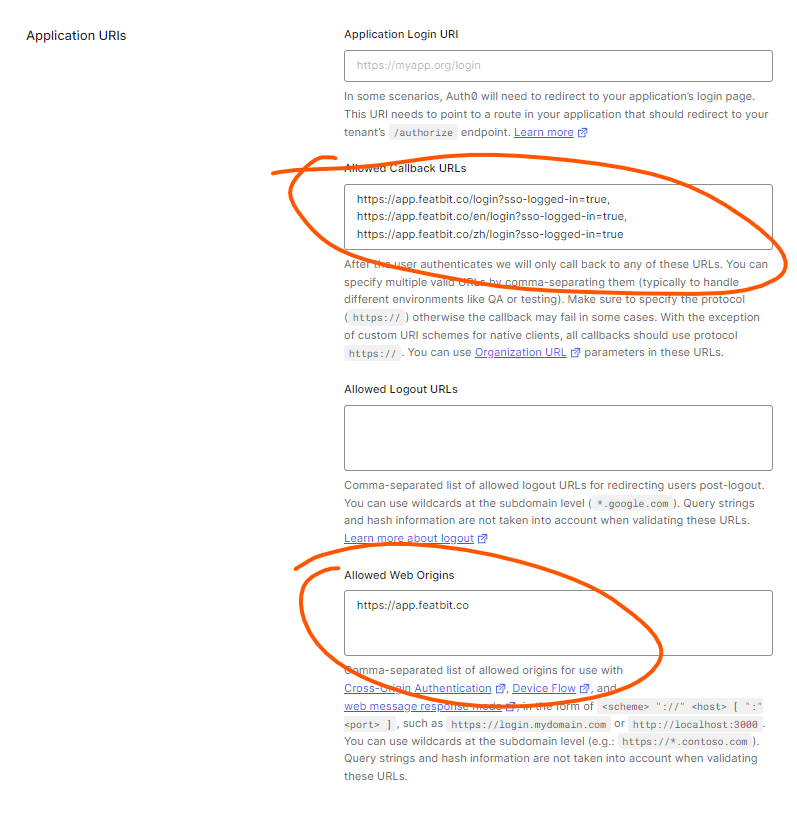 Application URIs
Application Login URI
https://myapp.org/login
In some scenarios, Auth0 will need to redirect to your application's login page.
This URI needs to point to a route in your application that should redirect to your
tenant's /authorize endpoint. Learn more
Allowed Callback URLs
https://app.featbit.co/login?sso-logged-in=true,
https://app.featbit.co/en/login?sso-logged-in=true,
https://app.featbit.co/zh/login?sso-logged-in=true
After the user authenticates we will only call back to any of these URLs. You can
specify multiple valid URLs by comma-separating them (typically to handle
different environments like QA or testing). Make sure to specify the protocol
( https:// ) otherwise the callback may fail in some cases. With the exception
of custom URI schemes for native clients, all callbacks should use protocol
https:// . You can use Organization URL parameters in these URLs.
Allowed Logout URLs
Comma-separated list of allowed logout URLs for redirecting users post-logout.
You can use wildcards at the subdomain level ( *.google.com ). Query strings
and hash information are not taken into account when validating these URLs.
Learn more about logout
Allowed Web Origins
https://app.featbit.co
Comma-separated list of allowed origins for use with
Cross-Origin Authentication , Device Flow , and
web message response mode , in the form of <scheme> "://" <host> [ ":"
<port> ] , such as https://login.mydomain.com or http://localhost:3000 .
You can use wildcards at the subdomain level (e.g.: https://*.contoso.com ).
Query strings and hash information are not taken into account when validating
these URLs.